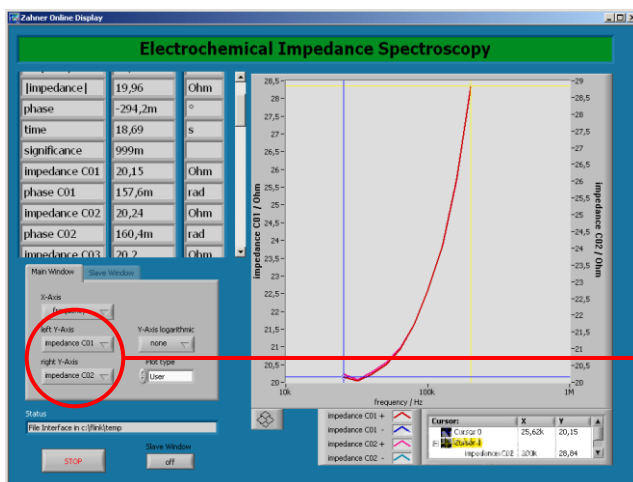 Zahner Online Display
Electrochemical Impedance Spectroscopy
|impedance| 19,96 Ohm
phase -294,2m °
time 18,69 s
significance 999m
impedance C01 20,15 Ohm
phase C01 157,6m rad
impedance C02 20,24 Ohm
phase C02 160,4m rad
impedance C03 20,2 Ohm
Main Window Slave Window
X-Axis
frequency
left Y-Axis Y-Axis logarithmic
impedance C01 none
right Y-Axis Plot type
impedance C02 User
Status
File Interface in c:\flink\temp
Slave Window
STOP off
impedance C01 / Ohm
28,5-
28-
27,5-
27-
26,5-
26-
25,5-
25-
24,5-
24-
23,5-
23-
22,5-
22-
21,5-
21-
20,5-
20-
10k 100k 1M
frequency / Hz
-29
-28,5
-28
-27,5
-27
-26,5
-26
-25,5
-25
-24,5
-24
-23,5
-23
-22,5
-22
-21,5
-21
-20,5
-20
impedance C02 / Ohm
impedance C01 +
impedance C01 -
impedance C02 +
impedance C02 -
Cursor: X Y
Cursor 0 25,62k 20,15
Cursor 1
impedance C02 200k 28,84